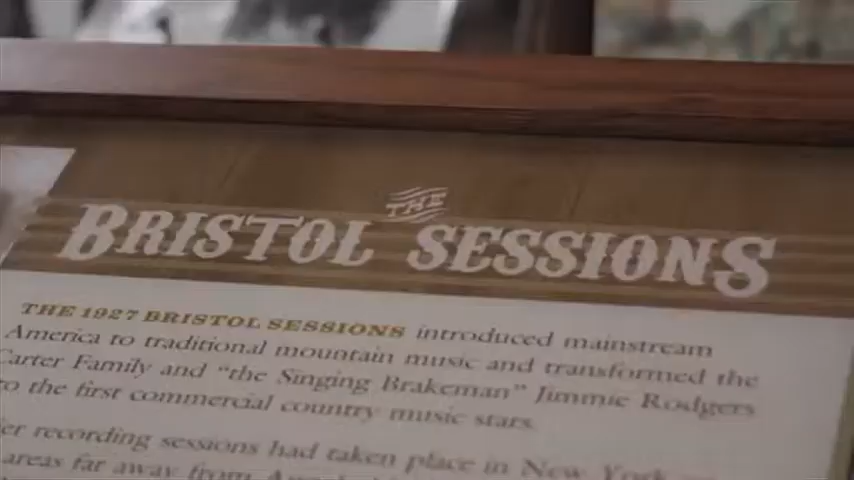 THE
BRISTOL SESSIONS
THE 1927 BRISTOL SESSIONS introduced mainstream
America to traditional mountain music and transformed the
Carter Family and “the Singing Brakeman” Jimmie Rodgers
to the first commercial country music stars.
er recording sessions had taken place in New York
areas far away from